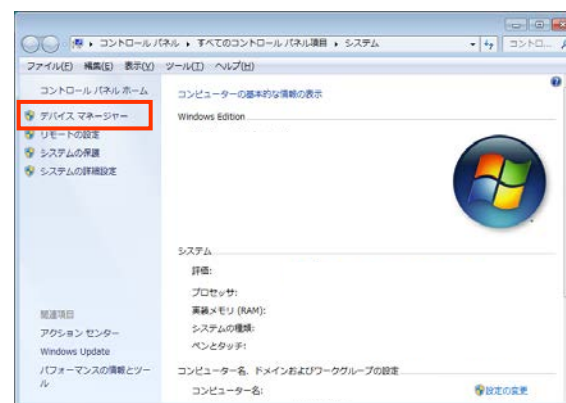 コントロール パネル ▸ すべてのコントロール パネル項目 ▸ システム
コントロ...
ファイル(F) 編集(E) 表示(V) ツール(T) ヘルプ(H)
コントロール パネル ホーム
デバイス マネージャー
リモートの設定
システムの保護
システムの詳細設定
関連項目
アクション センター
Windows Update
パフォーマンスの情報とツー
ル
コンピューターの基本的な情報の表示
Windows Edition
システム
評価:
プロセッサ:
実装メモリ (RAM):
システムの種類:
ペンとタッチ:
コンピューター名、ドメインおよびワークグループの設定
コンピューター名:
設定の変更